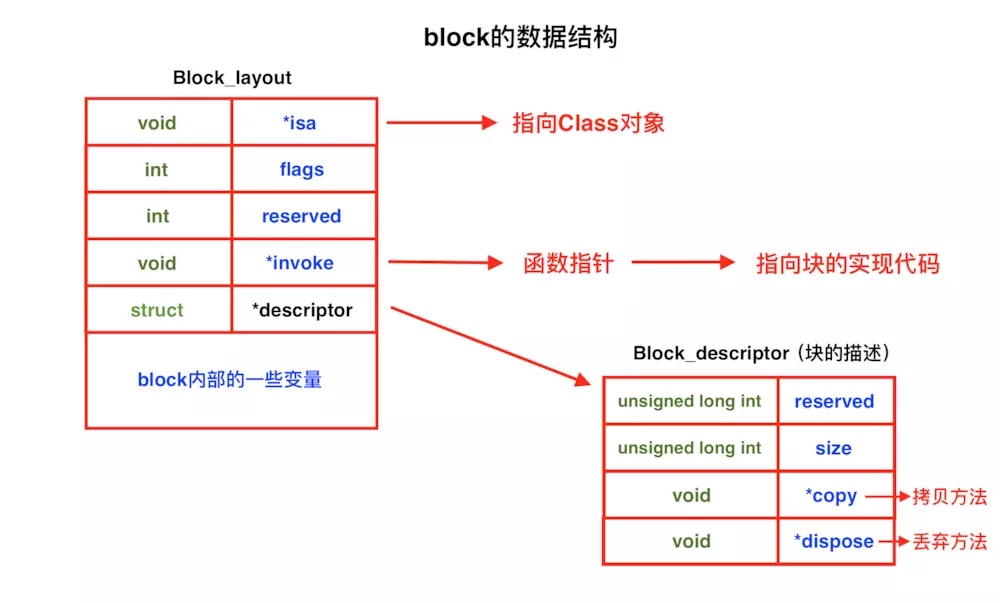 block的数据结构
Block_layout
void *isa 指向Class对象
int flags
int reserved
void *invoke 函数指针 指向块的实现代码
struct *descriptor
block内部的一些变量
Block_descriptor（块的描述）
unsigned long int reserved
unsigned long int size
void *copy 拷贝方法
void *dispose 丢弃方法